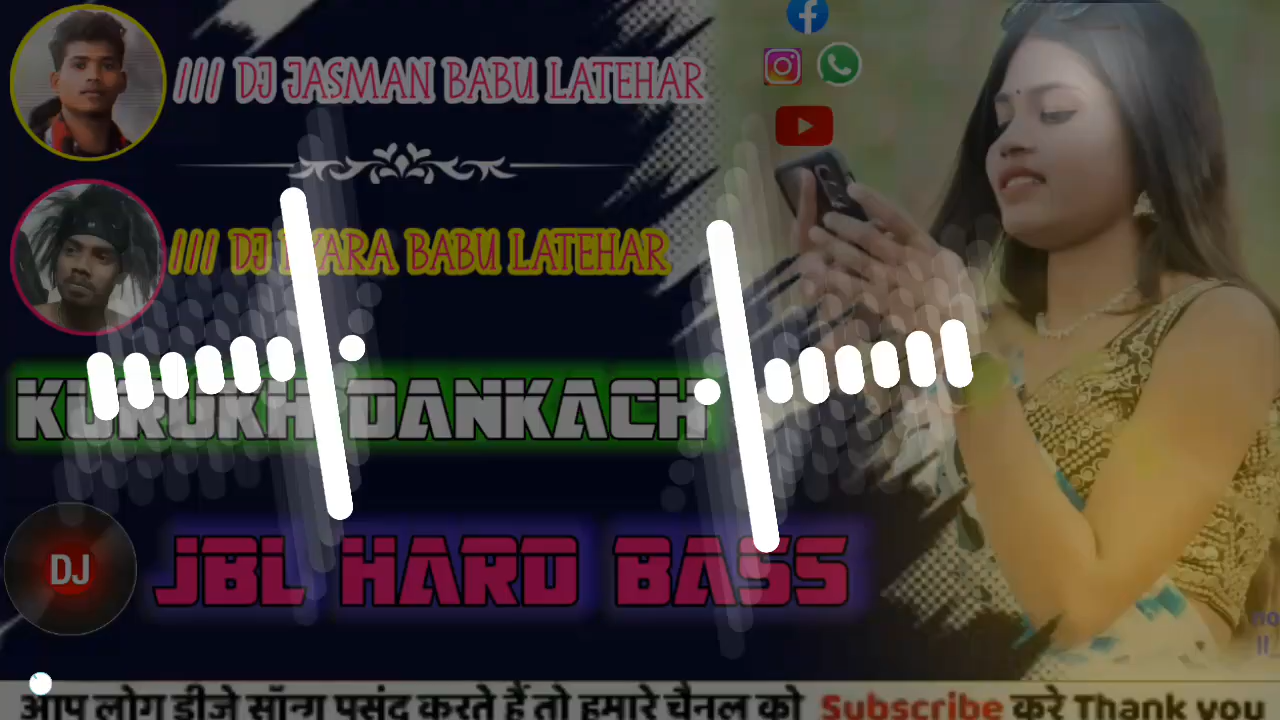 /// DJ JASMAN BABU LATEHAR
/// DJ PYARA BABU LATEHAR
KURUKH DANKACH
DJ
JBL HARD BASS
आप लोग डीजे सॉन्ग पसंद करते हैं तो हमारे चैनल को Subscribe करे Thank you